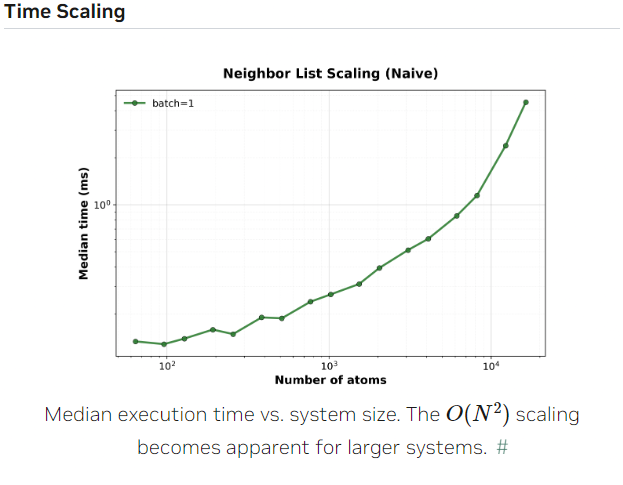 Time Scaling
Neighbor List Scaling (Naive)
batch=1
Median time (ms)
10⁰
10²
10³
10⁴
Number of atoms
Median execution time vs. system size. The O(N²) scaling
becomes apparent for larger systems. #